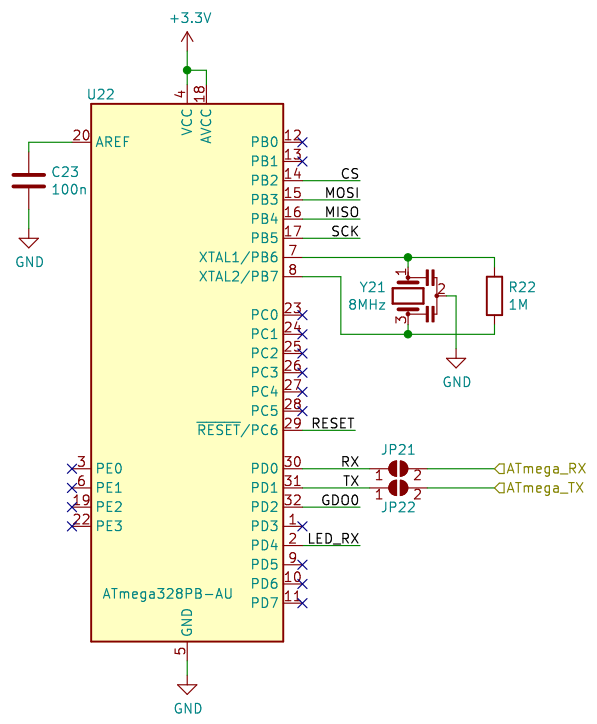 +3.3V
U22
4
18
VCC
AVCC
20
AREF
PB0
12
PB1
13
C23
100n
PB2
14
CS
PB3
15
MOSI
PB4
16
MISO
PB5
17
SCK
GND
XTAL1/PB6
7
XTAL2/PB7
8
1
Y21
8MHz
2
3
R22
1M
PC0
23
PC1
24
PC2
25
PC3
26
PC4
27
PC5
28
GND
RESET/PC6
29
RESET
JP21
3
PE0
PD0
30
RX
1
2
ATmega_RX
6
PE1
PD1
31
TX
1
2
ATmega_TX
JP22
19
PE2
PD2
32
GDO0
22
PE3
PD3
1
PD4
2
LED_RX
PD5
9
PD6
10
PD7
11
ATmega328PB-AU
GND
5
GND